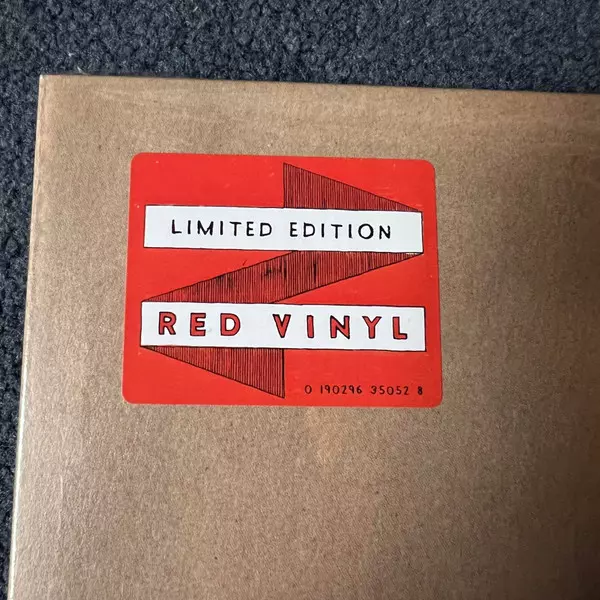 LIMITED EDITION
RED VINYL
0 190296 35052 8